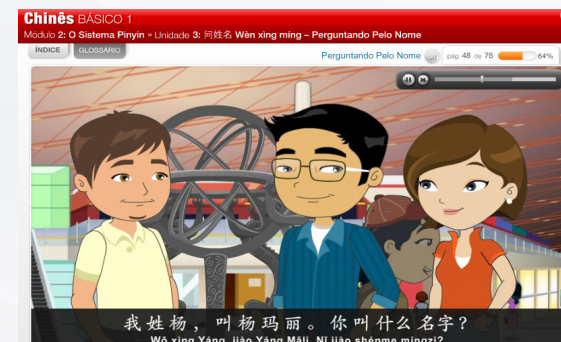 Chinês BÁSICO 1
Módulo 2: O Sistema Pinyin » Unidade 3: 问姓名 Wèn xìng míng – Perguntando Pelo Nome
ÍNDICE GLOSSÁRIO Perguntando Pelo Nome pág 48 de 75 64%
我姓杨，叫杨玛丽。你叫什么名字？
Wǒ xìng Yáng, jiào Yáng Mǎlì. Nǐ jiào shénme míngzi?